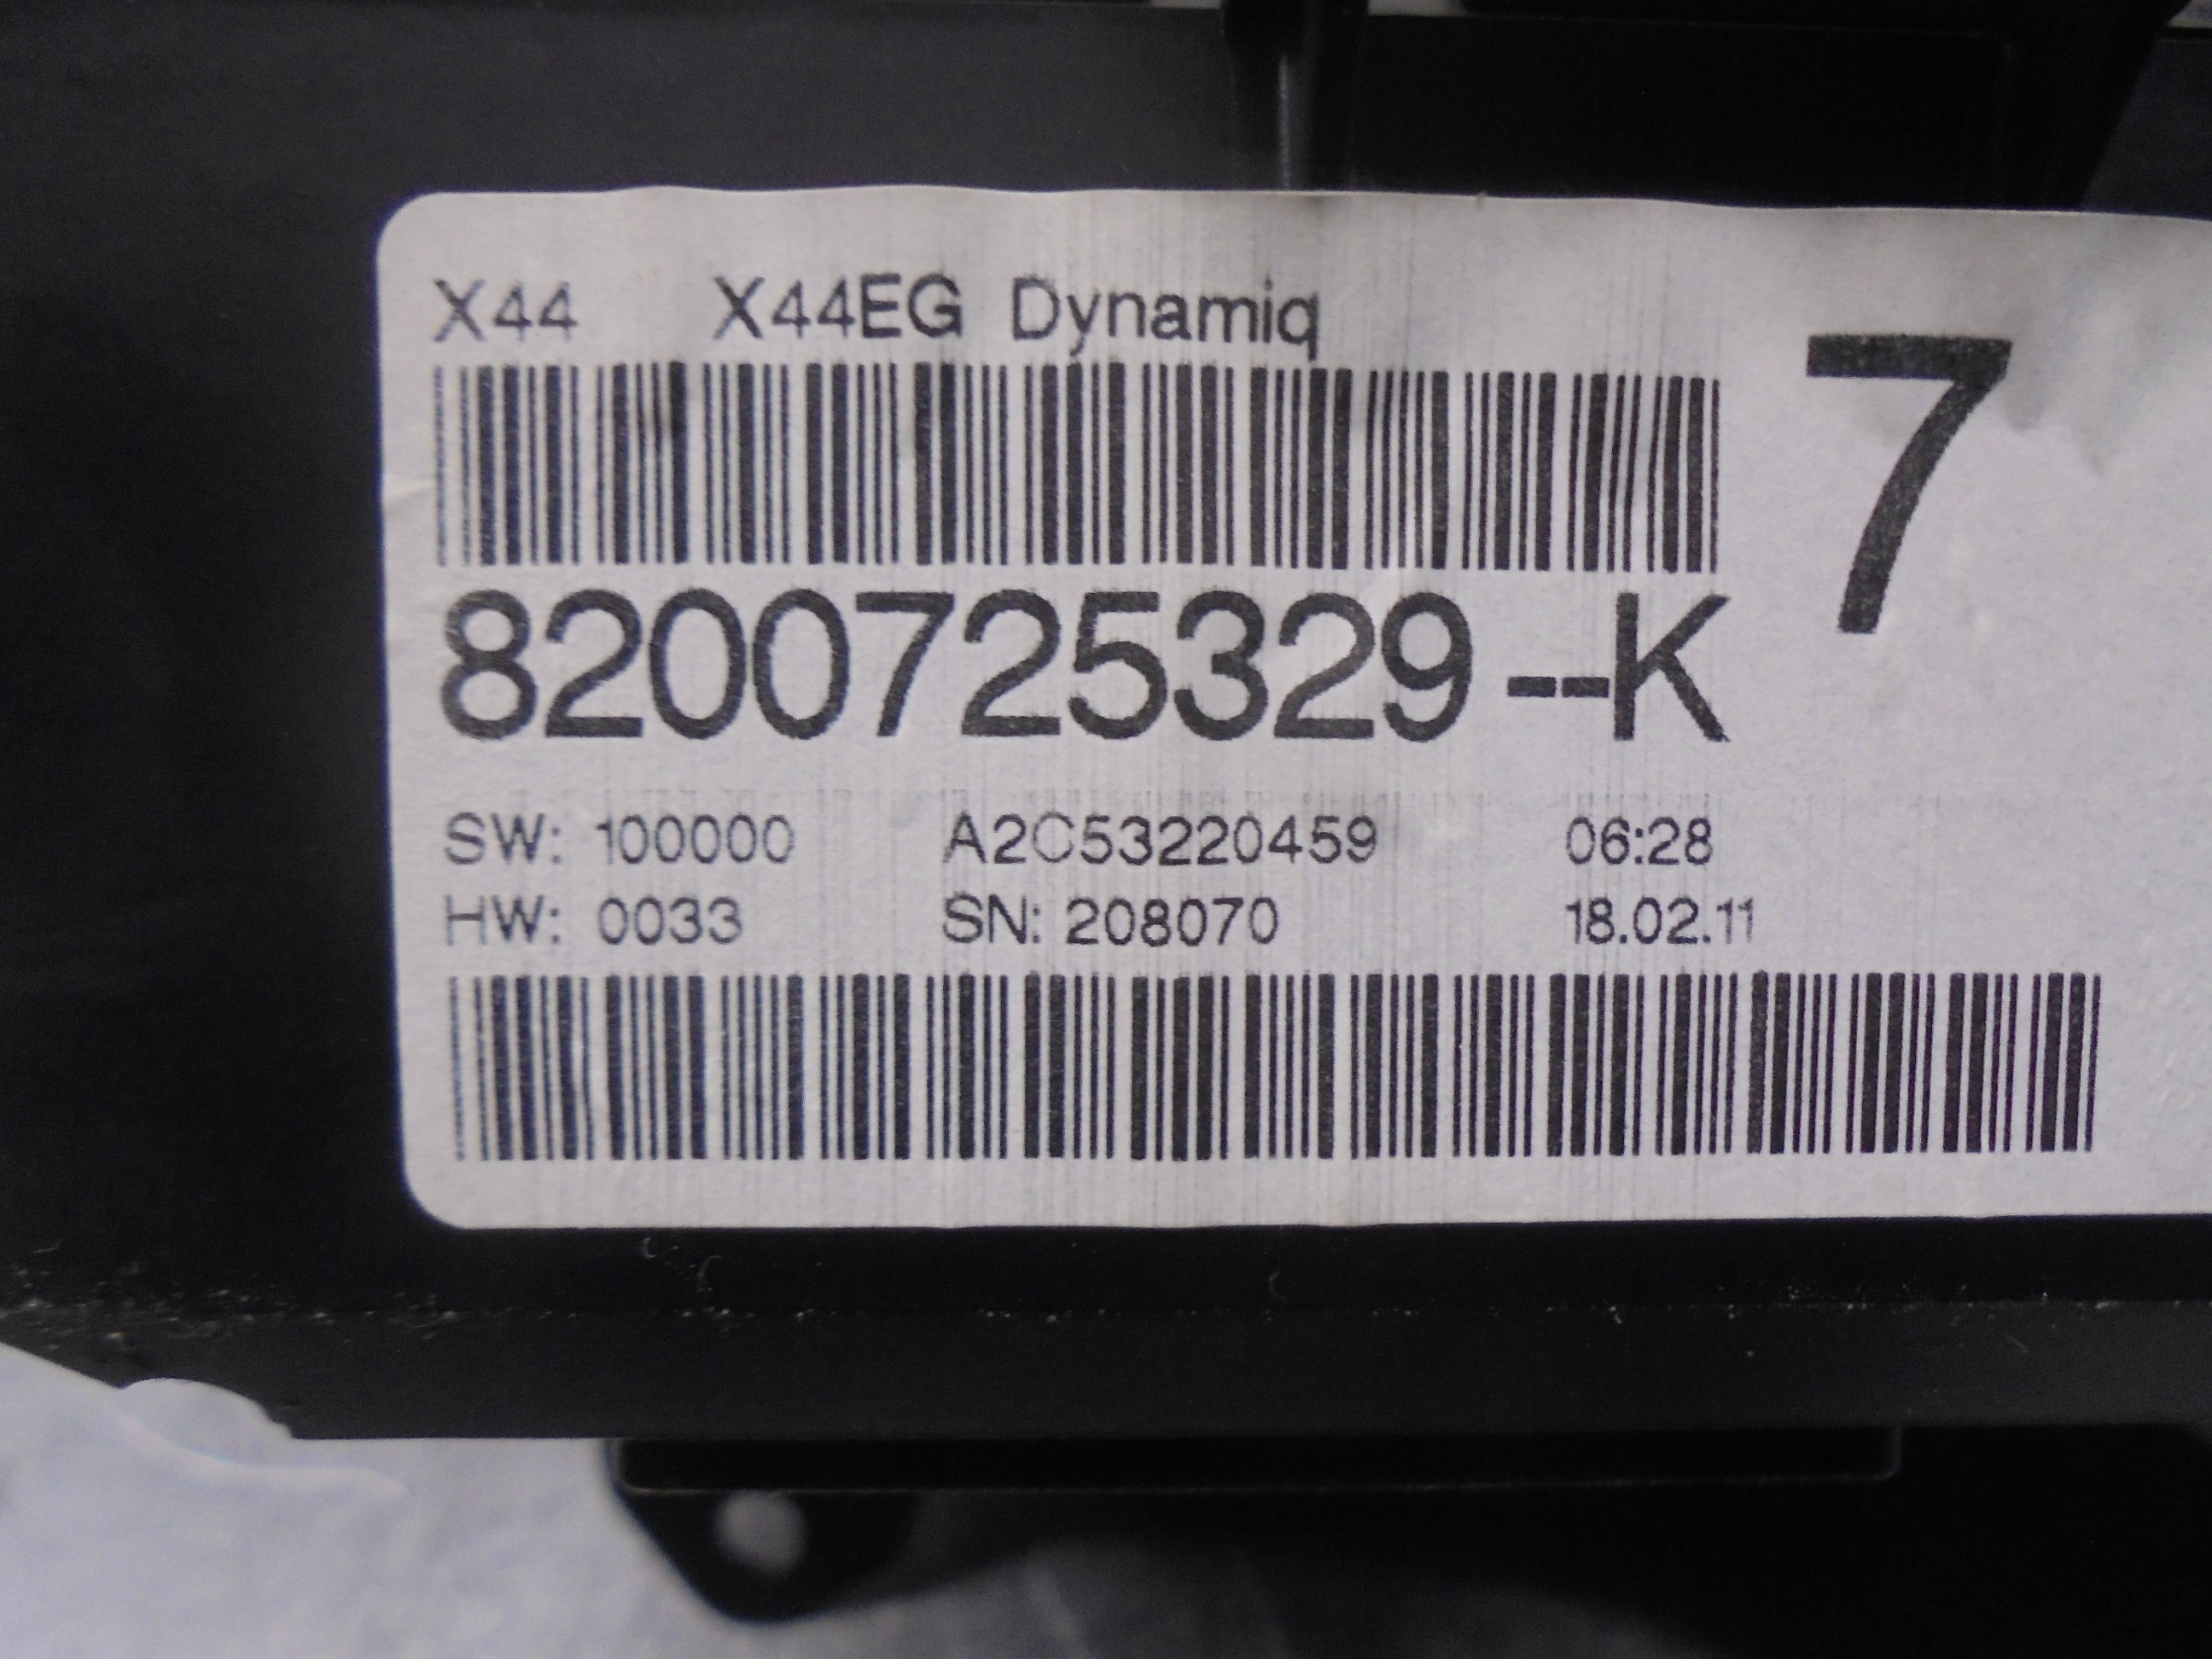 X44 X44EG Dynamiq
7
8200725329--K
SW: 100000 A2C53220459 06:28
HW: 0033 SN: 208070 18.02.11